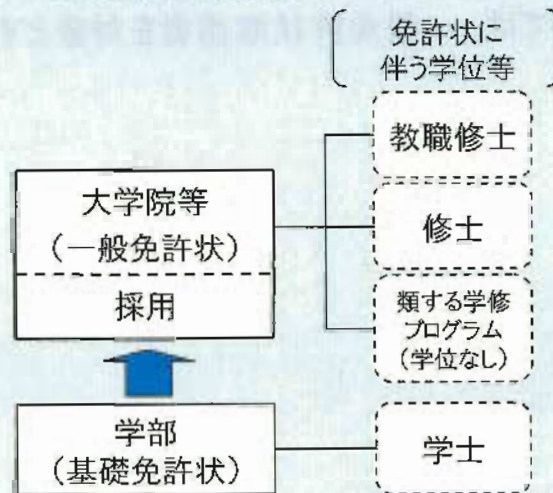 免許状に
伴う学位等
教職修士
大学院等
(一般免許状)
採用
修士
類する学修
プログラム
(学位なし)
学部
(基礎免許状)
学士